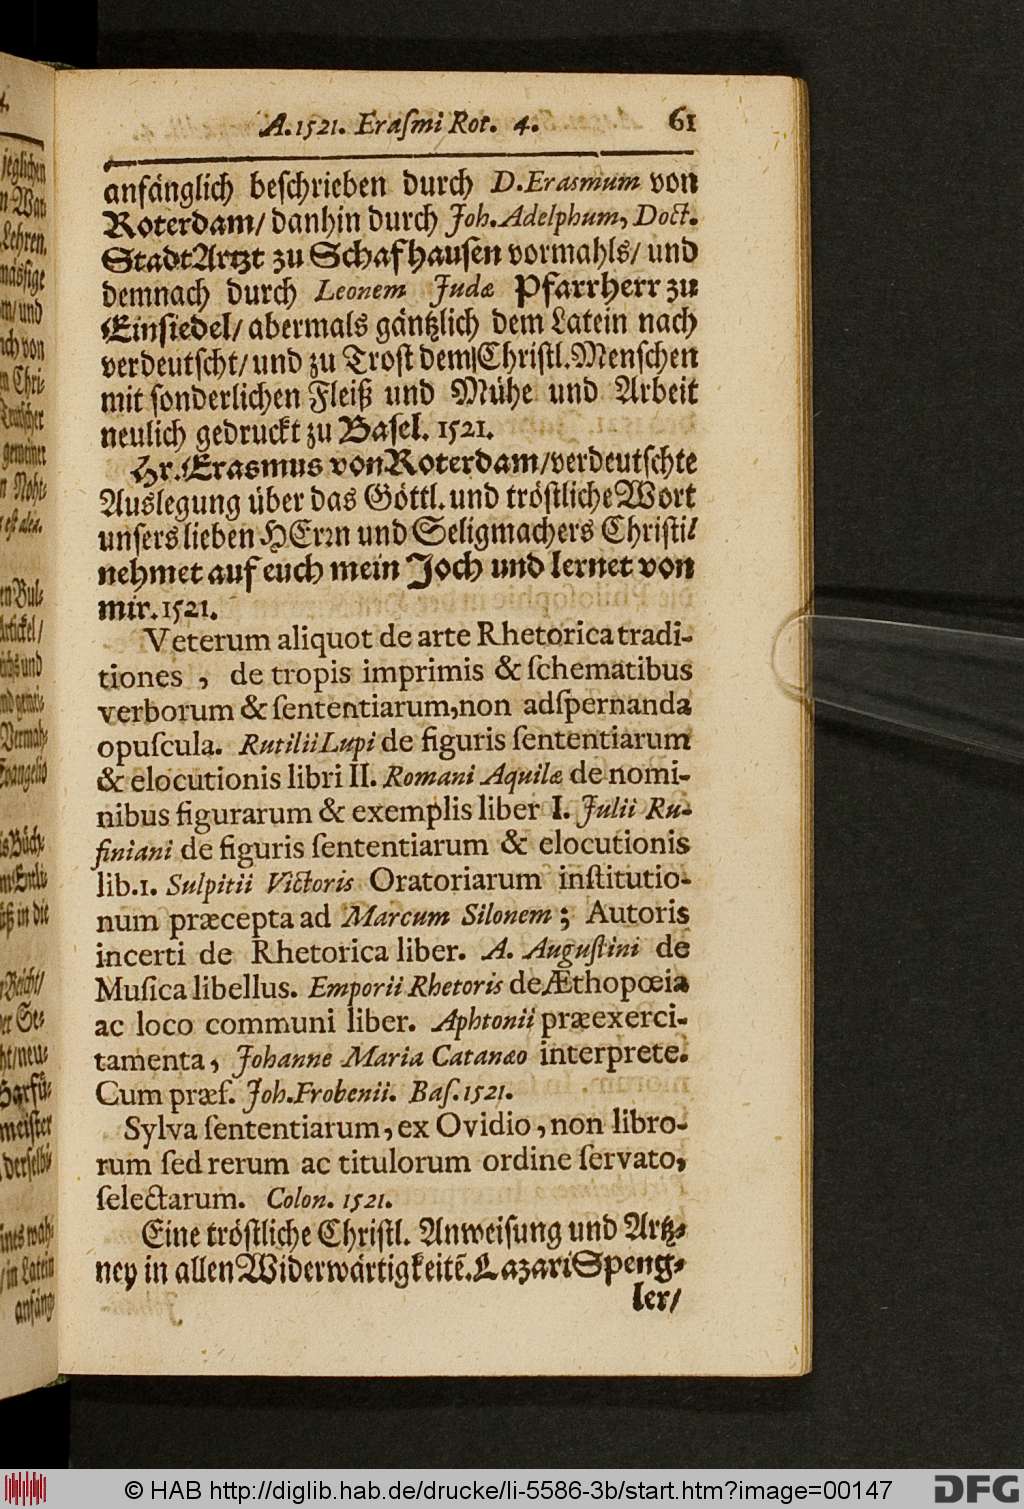 A. 1521. Eraſmi Rot. 4. 61
anfänglich beſchrieben durch D. Erasmum von
Roterdam/ danhin durch Joh. Adelphum, Doct.
StadtArtzt zu Schafhauſen vormahls/ und
demnach durch Leonem Judæ Pfarrherr zu
Einſiedel/ abermals gäntzlich dem Latein nach
verdeutſcht/ und zu Troſt dem Chriſtl. Menſchen
mit ſonderlichen Fleiß und Mühe und Arbeit
neulich gedruckt zu Baſel. 1521.
Hr. Erasmus von Roterdam/ verdeutſchte
Auslegung über das Göttl. und tröſtliche Wort
unſers lieben HErrn und Seligmachers Chriſti/
nehmet auf euch mein Joch und lernet von
mir. 1521.
Veterum aliquot de arte Rhetorica tradi-
tiones, de tropis imprimis & ſchematibus
verborum & ſententiarum, non adſpernanda
opuſcula. Rutilii Lupi de figuris ſententiarum
& elocutionis libri II. Romani Aquilæ de nomi-
nibus figurarum & exemplis liber I. Julii Ru-
finiani de figuris ſententiarum & elocutionis
lib. 1. Sulpitii Victoris Oratoriarum inſtitutio-
num præcepta ad Marcum Silonem; Autoris
incerti de Rhetorica liber. A. Auguſtini de
Muſica libellus. Emporii Rhetoris de Æthopœia
ac loco communi liber. Aphtonii præexerci-
tamenta, Johanne Maria Catanæo interprete.
Cum præſ. Joh. Frobenii. Baſ. 1521.
Sylva ſententiarum, ex Ovidio, non libro-
rum ſed rerum ac titulorum ordine ſervato,
ſelectarum. Colon. 1521.
Eine tröſtliche Chriſtl. Anweiſung und Artz-
ney in allen Widerwärtigkeitẽ. Lazari Speng-
ler/
© HAB http://diglib.hab.de/drucke/li-5586-3b/start.htm?image=00147
DFG